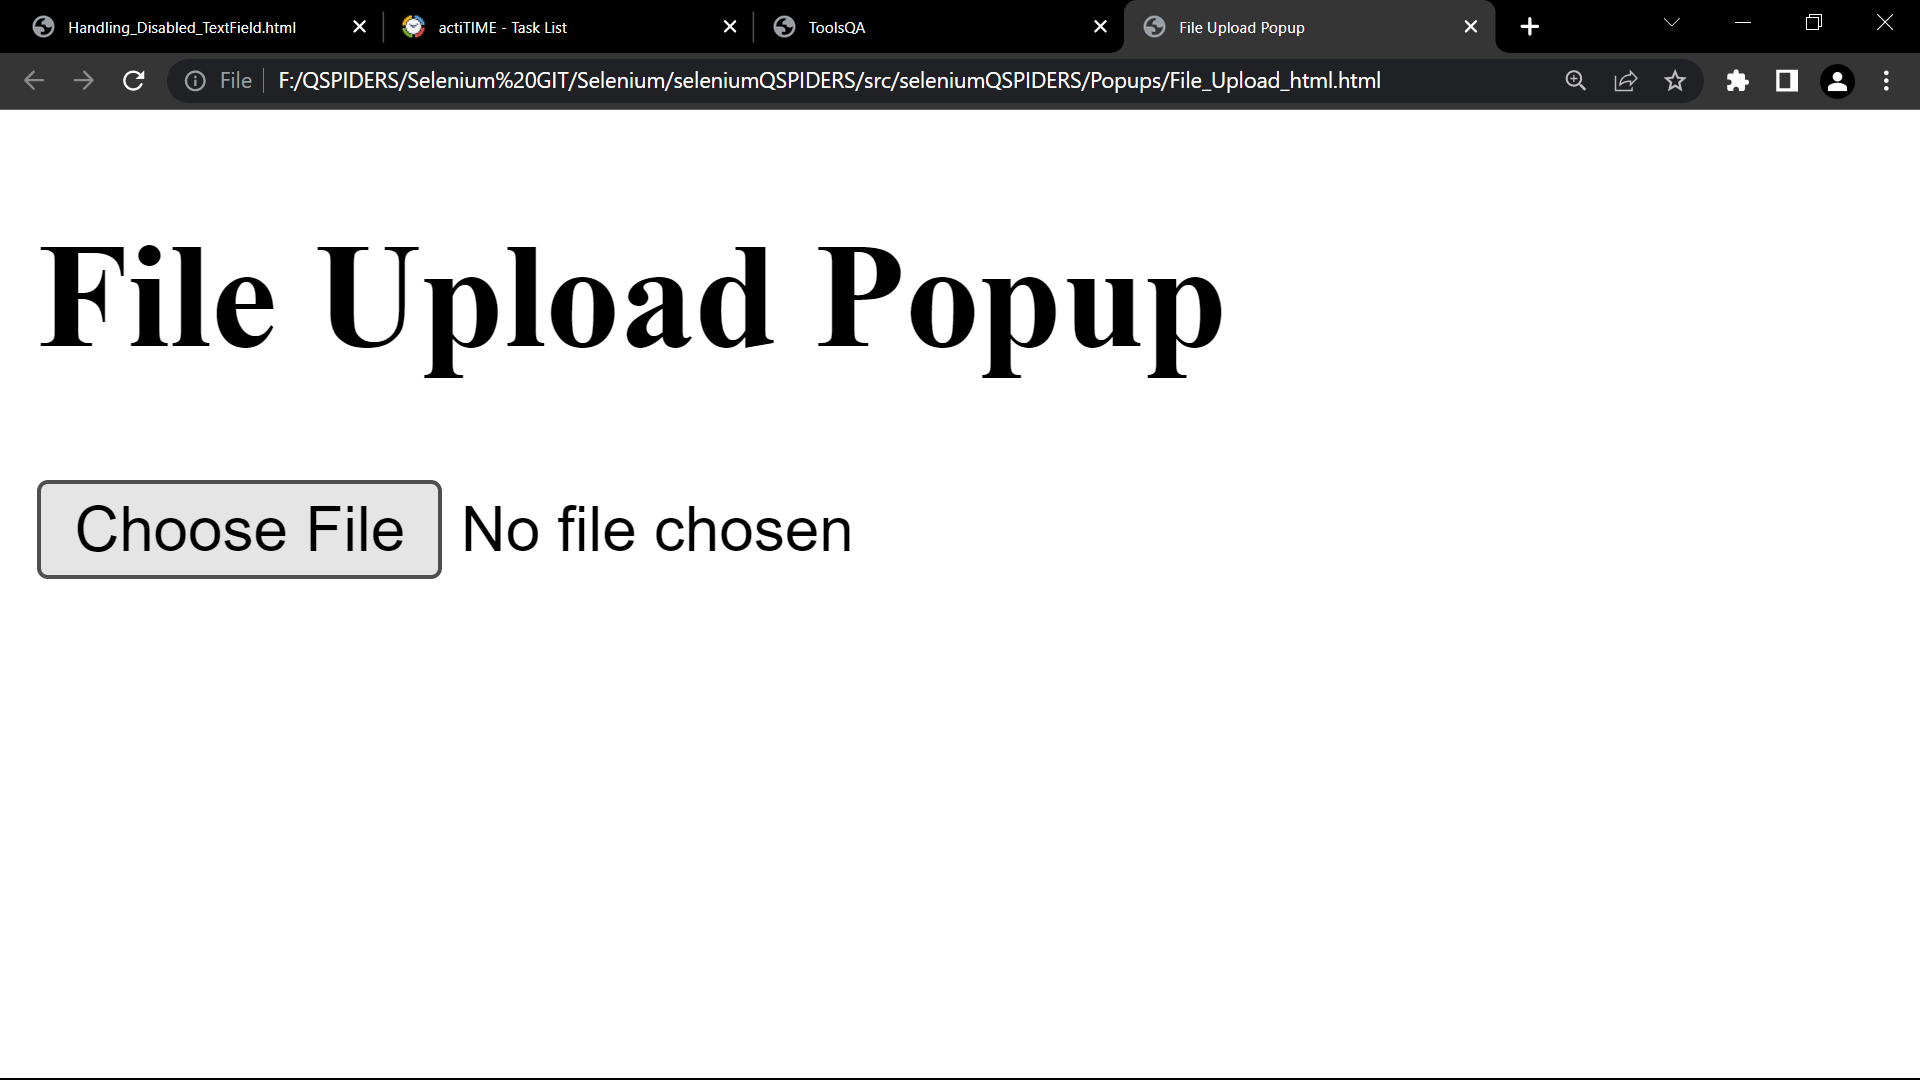 Handling_Disabled_TextField.html
actiTIME - Task List
ToolsQA
File Upload Popup
File
F:/QSPIDERS/Selenium%20GIT/Selenium/seleniumQSPIDERS/src/seleniumQSPIDERS/Popups/File_Upload_html.html
File Upload Popup
Choose File No file chosen